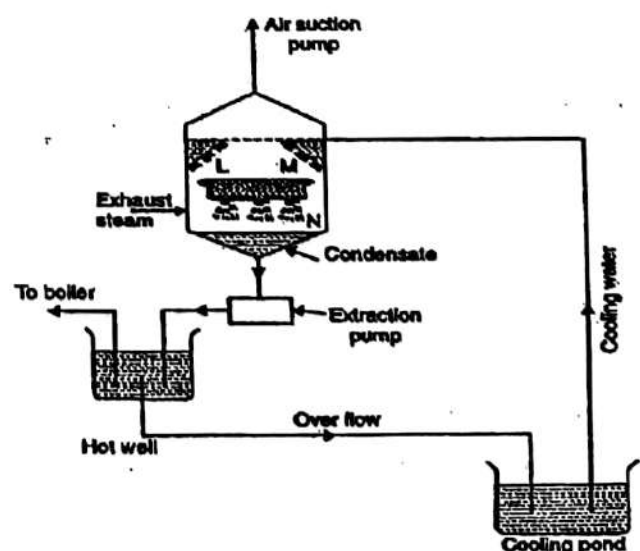 Air suction
pump
L
M
Exhaust
steam
N
Condensate
To boiler
Extraction
pump
Cooling water
Over flow
Hot well
Cooling pond